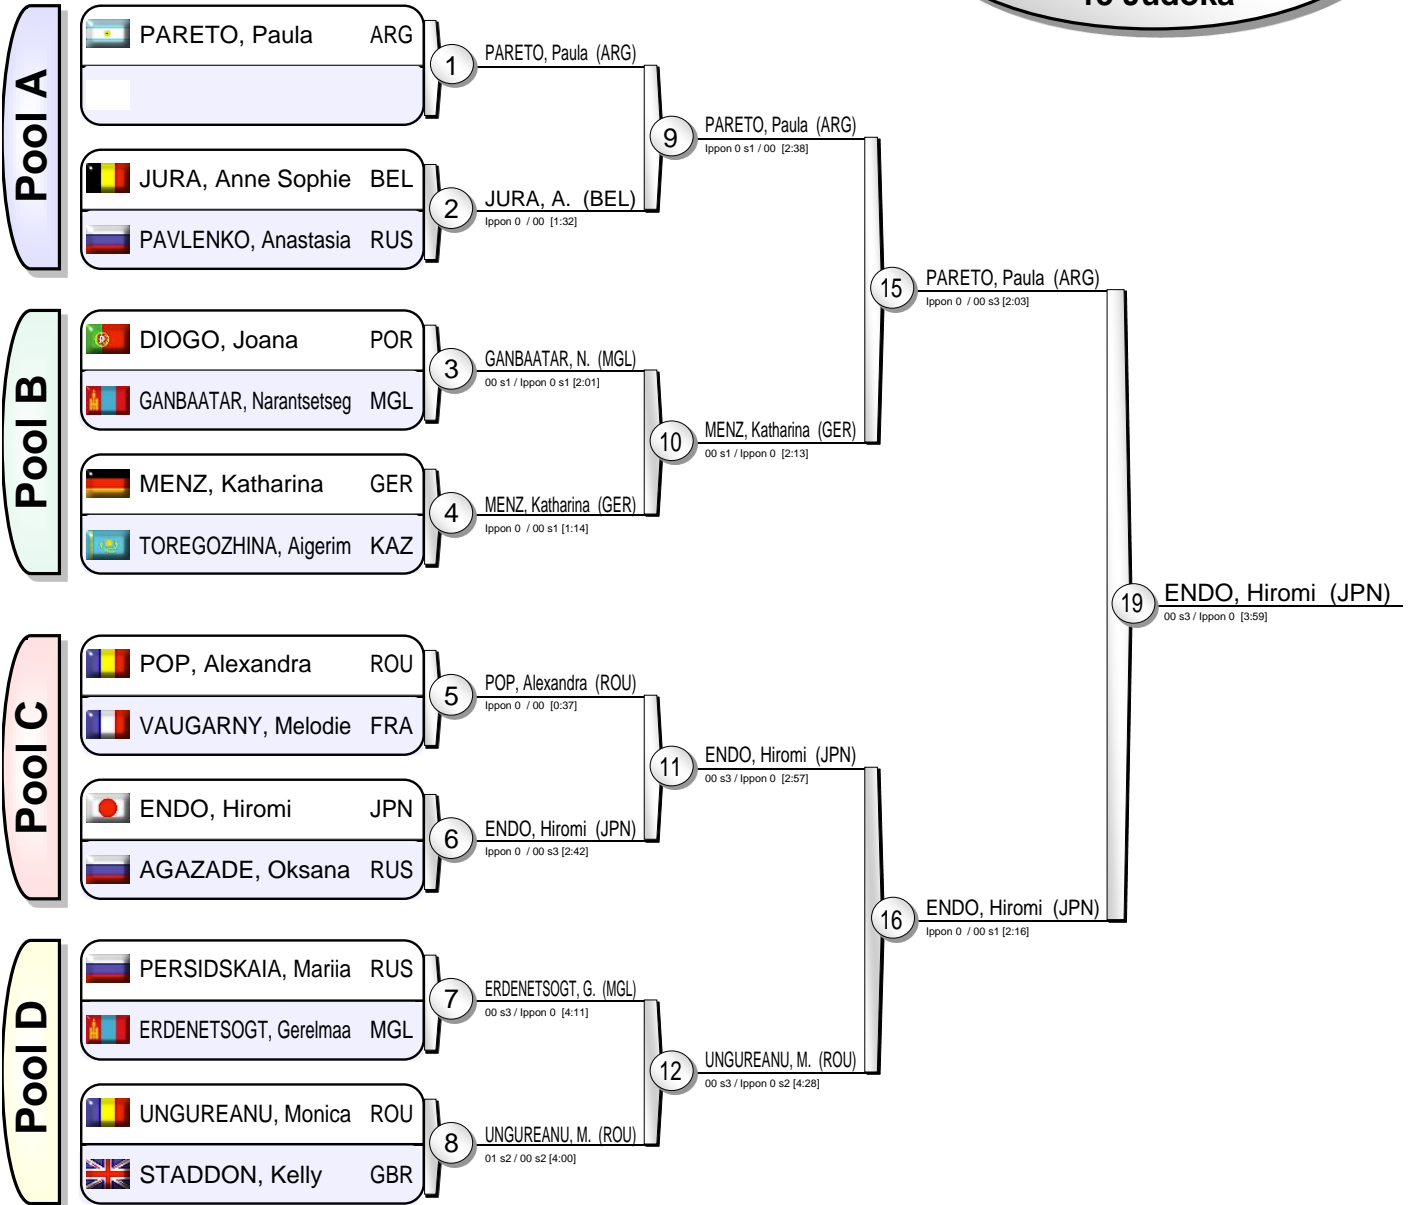 Judoka
Pool A
PARETO, Paula ARG
1
PARETO, Paula (ARG)
JURA, Anne Sophie BEL
PAVLENKO, Anastasia RUS
2
JURA, A. (BEL)
Ippon 0 / 00 [1:32]
9
PARETO, Paula (ARG)
Ippon 0 s1 / 00 [2:38]
Pool B
DIOGO, Joana POR
GANBAATAR, Narantsetseg MGL
3
GANBAATAR, N. (MGL)
00 s1 / Ippon 0 s1 [2:01]
MENZ, Katharina GER
TOREGOZHINA, Aigerim KAZ
4
MENZ, Katharina (GER)
Ippon 0 / 00 s1 [1:14]
10
MENZ, Katharina (GER)
00 s1 / Ippon 0 [2:13]
15
PARETO, Paula (ARG)
Ippon 0 / 00 s3 [2:03]
Pool C
POP, Alexandra ROU
VAUGARNY, Melodie FRA
5
POP, Alexandra (ROU)
Ippon 0 / 00 [0:37]
ENDO, Hiromi JPN
AGAZADE, Oksana RUS
6
ENDO, Hiromi (JPN)
Ippon 0 / 00 s3 [2:42]
11
ENDO, Hiromi (JPN)
00 s3 / Ippon 0 [2:57]
Pool D
PERSIDSKAIA, Mariia RUS
ERDENETSOGT, Gerelmaa MGL
7
ERDENETSOGT, G. (MGL)
00 s3 / Ippon 0 [4:11]
UNGUREANU, Monica ROU
STADDON, Kelly GBR
8
UNGUREANU, M. (ROU)
01 s2 / 00 s2 [4:00]
12
UNGUREANU, M. (ROU)
00 s3 / Ippon 0 s2 [4:28]
16
ENDO, Hiromi (JPN)
Ippon 0 / 00 s1 [2:16]
19
ENDO, Hiromi (JPN)
00 s3 / Ippon 0 [3:59]